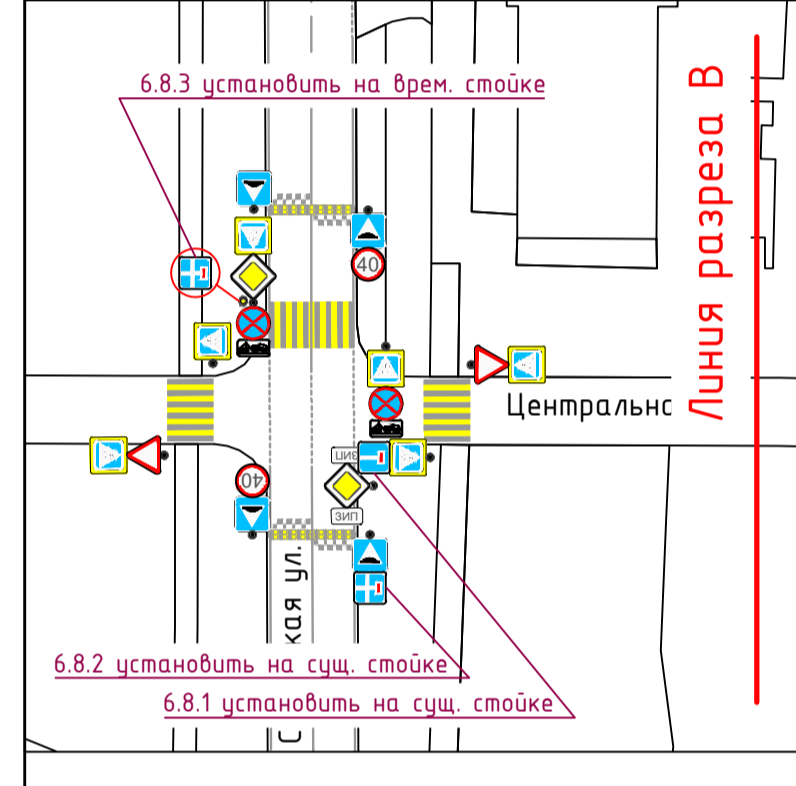 6.8.3 установить на врем. стойке
Линия разреза В
40
Центральнс
ЗИП
40
ЗИП
С
кая ул.
6.8.2 установить на сущ. стойке
6.8.1 установить на сущ. стойке